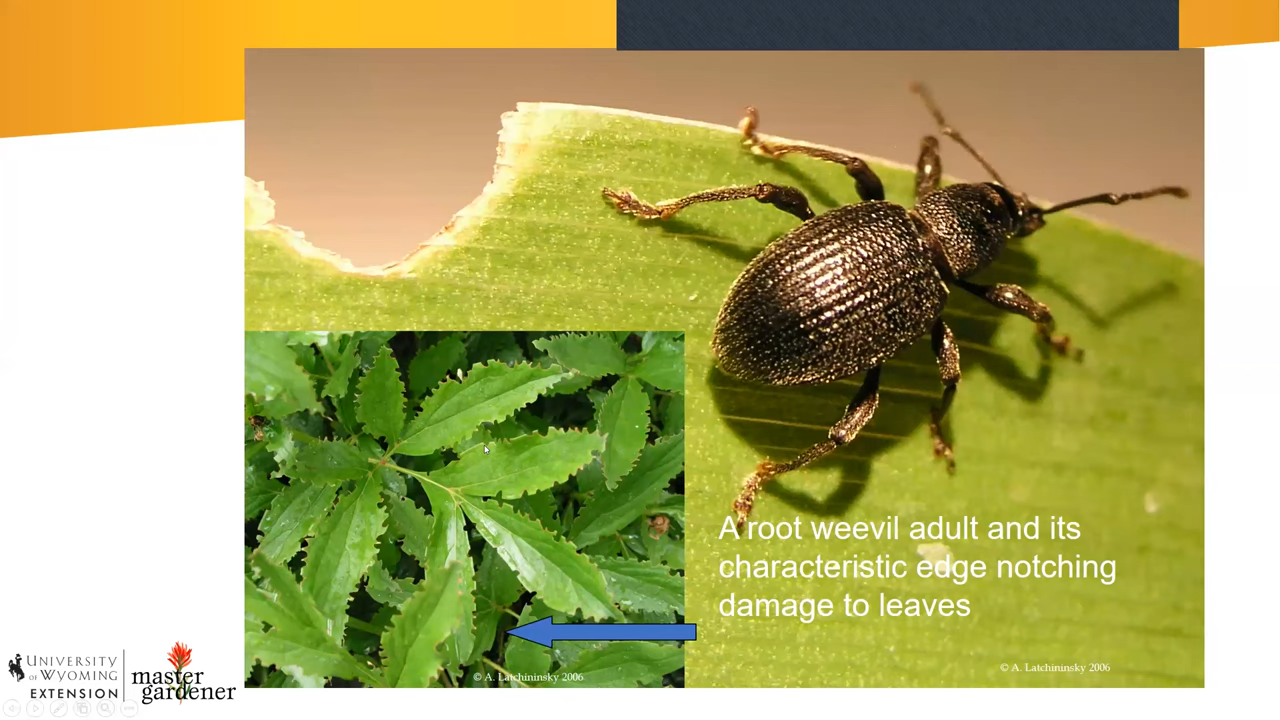 A root weevil adult and its
characteristic edge notching
damage to leaves
© A. Latchininsky 2006
© A. Latchininsky 2006
UNIVERSITY
OF WYOMING
EXTENSION
master
gardener